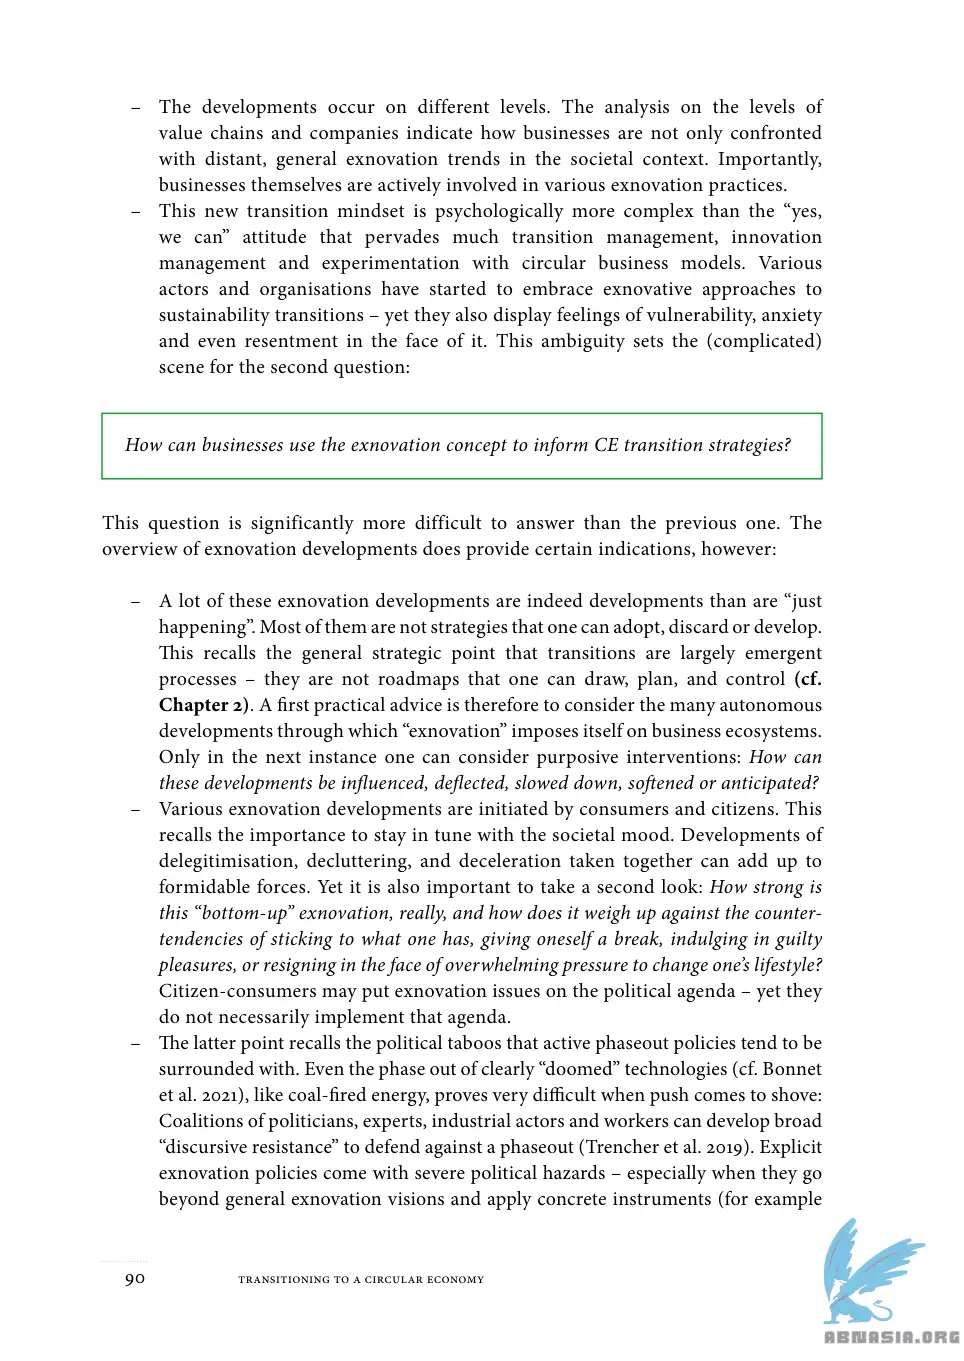 – The developments occur on different levels. The analysis on the levels of
value chains and companies indicate how businesses are not only confronted
with distant, general exnovation trends in the societal context. Importantly,
businesses themselves are actively involved in various exnovation practices.
– This new transition mindset is psychologically more complex than the “yes,
we can” attitude that pervades much transition management, innovation
management and experimentation with circular business models. Various
actors and organisations have started to embrace exnovative approaches to
sustainability transitions – yet they also display feelings of vulnerability, anxiety
and even resentment in the face of it. This ambiguity sets the (complicated)
scene for the second question:
How can businesses use the exnovation concept to inform CE transition strategies?
This question is significantly more difficult to answer than the previous one. The
overview of exnovation developments does provide certain indications, however:
– A lot of these exnovation developments are indeed developments than are “just
happening”. Most of them are not strategies that one can adopt, discard or develop.
This recalls the general strategic point that transitions are largely emergent
processes – they are not roadmaps that one can draw, plan, and control (cf.
Chapter 2). A first practical advice is therefore to consider the many autonomous
developments through which “exnovation” imposes itself on business ecosystems.
Only in the next instance one can consider purposive interventions: How can
these developments be influenced, deflected, slowed down, softened or anticipated?
– Various exnovation developments are initiated by consumers and citizens. This
recalls the importance to stay in tune with the societal mood. Developments of
delegitimisation, decluttering, and deceleration taken together can add up to
formidable forces. Yet it is also important to take a second look: How strong is
this “bottom-up” exnovation, really, and how does it weigh up against the counter-
tendencies of sticking to what one has, giving oneself a break, indulging in guilty
pleasures, or resigning in the face of overwhelming pressure to change one’s lifestyle?
Citizen-consumers may put exnovation issues on the political agenda – yet they
do not necessarily implement that agenda.
– The latter point recalls the political taboos that active phaseout policies tend to be
surrounded with. Even the phase out of clearly “doomed” technologies (cf. Bonnet
et al. 2021), like coal-fired energy, proves very difficult when push comes to shove:
Coalitions of politicians, experts, industrial actors and workers can develop broad
“discursive resistance” to defend against a phaseout (Trencher et al. 2019). Explicit
exnovation policies come with severe political hazards – especially when they go
beyond general exnovation visions and apply concrete instruments (for example
90 TRANSITIONING TO A CIRCULAR ECONOMY
ABNASIA.ORG